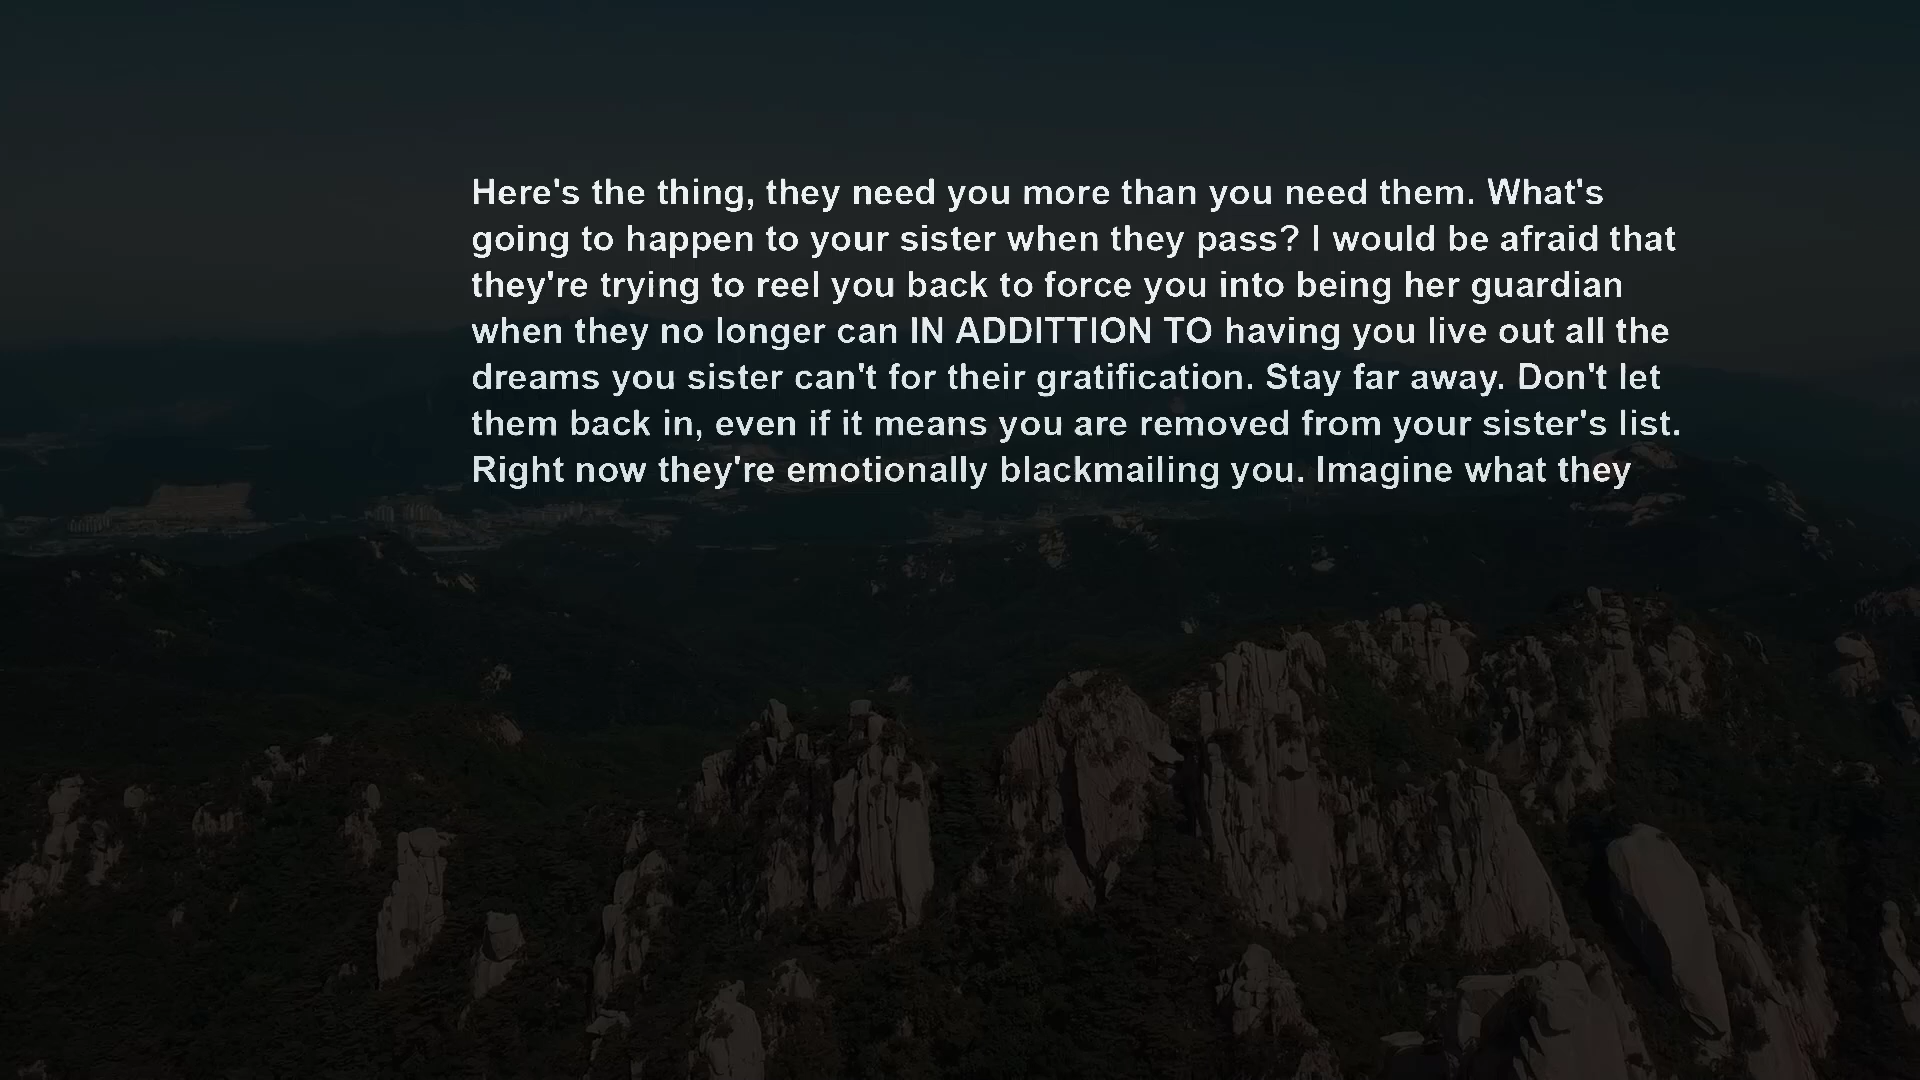 Here's the thing, they need you more than you need them. What's
going to happen to your sister when they pass? I would be afraid that
they're trying to reel you back to force you into being her guardian
when they no longer can IN ADDITTION TO having you live out all the
dreams you sister can't for their gratification. Stay far away. Don't let
them back in, even if it means you are removed from your sister's list.
Right now they're emotionally blackmailing you. Imagine what they